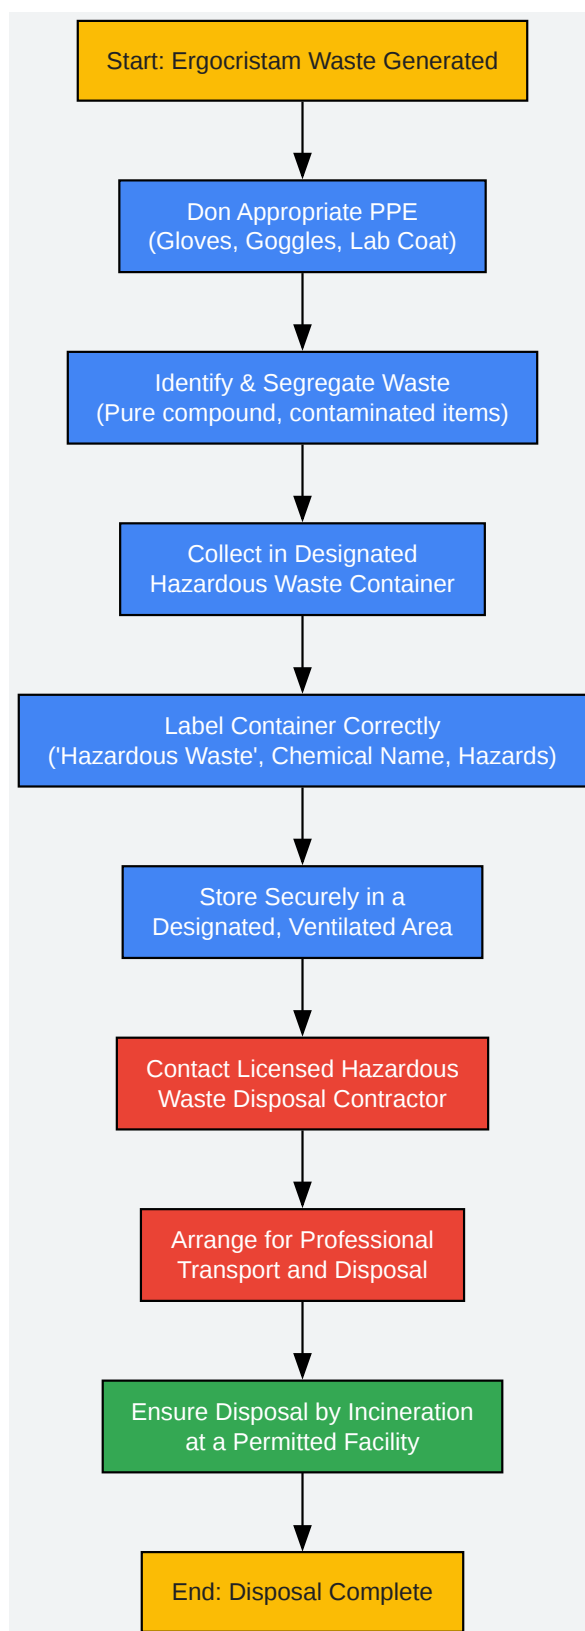 Start: Ergocristam Waste Generated
Don Appropriate PPE
(Gloves, Goggles, Lab Coat)
Identify & Segregate Waste
(Pure compound, contaminated items)
Collect in Designated
Hazardous Waste Container
Label Container Correctly
('Hazardous Waste', Chemical Name, Hazards)
Store Securely in a
Designated, Ventilated Area
Contact Licensed Hazardous
Waste Disposal Contractor
Arrange for Professional
Transport and Disposal
Ensure Disposal by Incineration
at a Permitted Facility
End: Disposal Complete